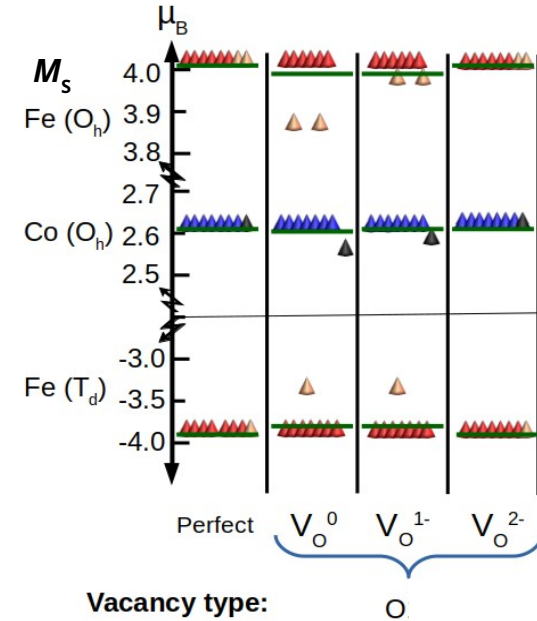 μB
Ms
4.0
Fe (Oh)
3.9
3.8
2.7
Co (Oh)
2.6
2.5
-3.0
Fe (Td)
-3.5
-4.0
Perfect
VO0
VO1-
VO2-
Vacancy type:
O